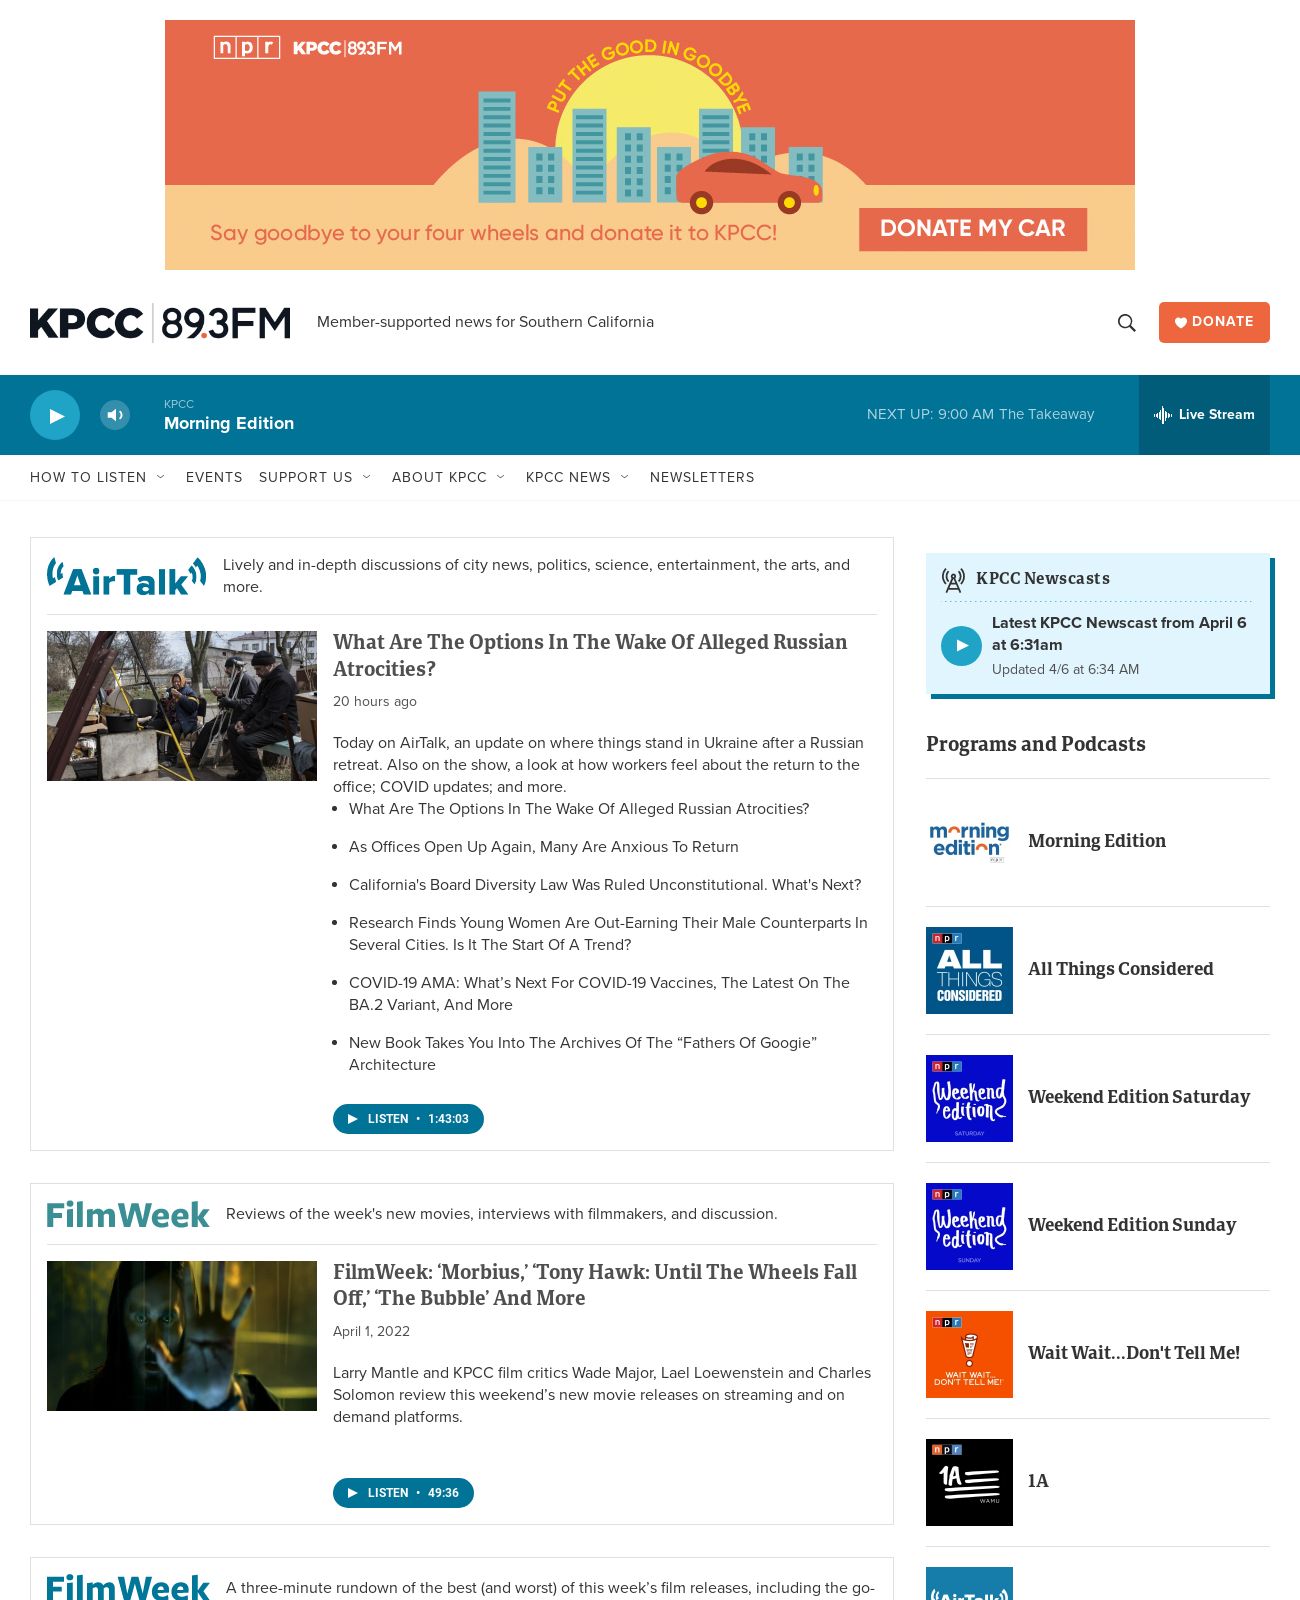 npr KPCC 89.3FM
PUT THE GOOD IN GOODBYE
Say goodbye to your four wheels and donate it to KPCC!
DONATE MY CAR
KPCC 89.3FM
Member-supported news for Southern California
DONATE
KPCC
Morning Edition
NEXT UP: 9:00 AM The Takeaway
Live Stream
HOW TO LISTEN
EVENTS
SUPPORT US
ABOUT KPCC
KPCC NEWS
NEWSLETTERS
AirTalk
Lively and in-depth discussions of city news, politics, science, entertainment, the arts, and
more.
What Are The Options In The Wake Of Alleged Russian
Atrocities?
20 hours ago
Today on AirTalk, an update on where things stand in Ukraine after a Russian
retreat. Also on the show, a look at how workers feel about the return to the
office; COVID updates; and more.
• What Are The Options In The Wake Of Alleged Russian Atrocities?
• As Offices Open Up Again, Many Are Anxious To Return
• California's Board Diversity Law Was Ruled Unconstitutional. What's Next?
• Research Finds Young Women Are Out-Earning Their Male Counterparts In
Several Cities. Is It The Start Of A Trend?
• COVID-19 AMA: What’s Next For COVID-19 Vaccines, The Latest On The
BA.2 Variant, And More
• New Book Takes You Into The Archives Of The “Fathers Of Googie”
Architecture
LISTEN • 1:43:03
FilmWeek
Reviews of the week's new movies, interviews with filmmakers, and discussion.
FilmWeek: ‘Morbius,’ ‘Tony Hawk: Until The Wheels Fall
Off,’ ‘The Bubble’ And More
April 1, 2022
Larry Mantle and KPCC film critics Wade Major, Lael Loewenstein and Charles
Solomon review this weekend’s new movie releases on streaming and on
demand platforms.
LISTEN • 49:36
FilmWeek
A three-minute rundown of the best (and worst) of this week’s film releases, including the go-
KPCC Newscasts
Latest KPCC Newscast from April 6
at 6:31am
Updated 4/6 at 6:34 AM
Programs and Podcasts
morning
edition
npr
Morning Edition
npr
ALL
THINGS
CONSIDERED
All Things Considered
npr
Weekend
edition
SATURDAY
Weekend Edition Saturday
npr
Weekend
edition
SUNDAY
Weekend Edition Sunday
npr
WAIT WAIT...
DON'T TELL ME!
Wait Wait...Don't Tell Me!
npr
1A
WAMU
1A
AirTalk